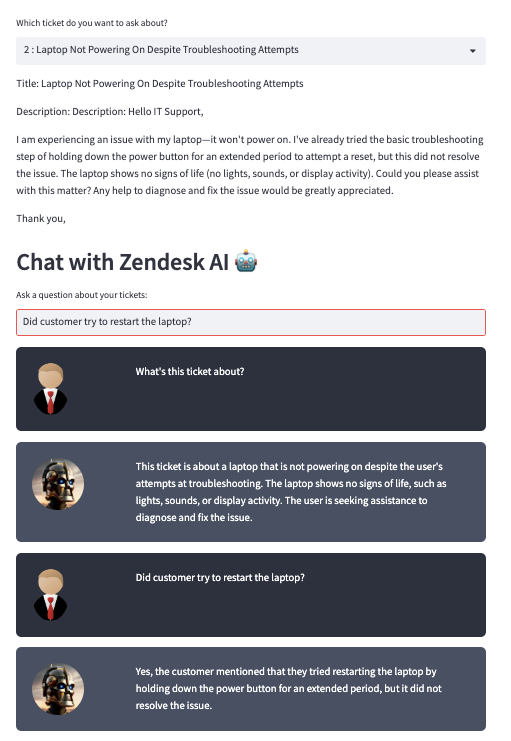 Which ticket do you want to ask about?
2 : Laptop Not Powering On Despite Troubleshooting Attempts
Title: Laptop Not Powering On Despite Troubleshooting Attempts
Description: Description: Hello IT Support,
I am experiencing an issue with my laptop—it won't power on. I've already tried the basic troubleshooting
step of holding down the power button for an extended period to attempt a reset, but this did not resolve
the issue. The laptop shows no signs of life (no lights, sounds, or display activity). Could you please assist
with this matter? Any help to diagnose and fix the issue would be greatly appreciated.
Thank you,
Chat with Zendesk AI 🤖
Ask a question about your tickets:
Did customer try to restart the laptop?
What's this ticket about?
This ticket is about a laptop that is not powering on despite the user's
attempts at troubleshooting. The laptop shows no signs of life, such as
lights, sounds, or display activity. The user is seeking assistance to
diagnose and fix the issue.
Did customer try to restart the laptop?
Yes, the customer mentioned that they tried restarting the laptop by
holding down the power button for an extended period, but it did not
resolve the issue.